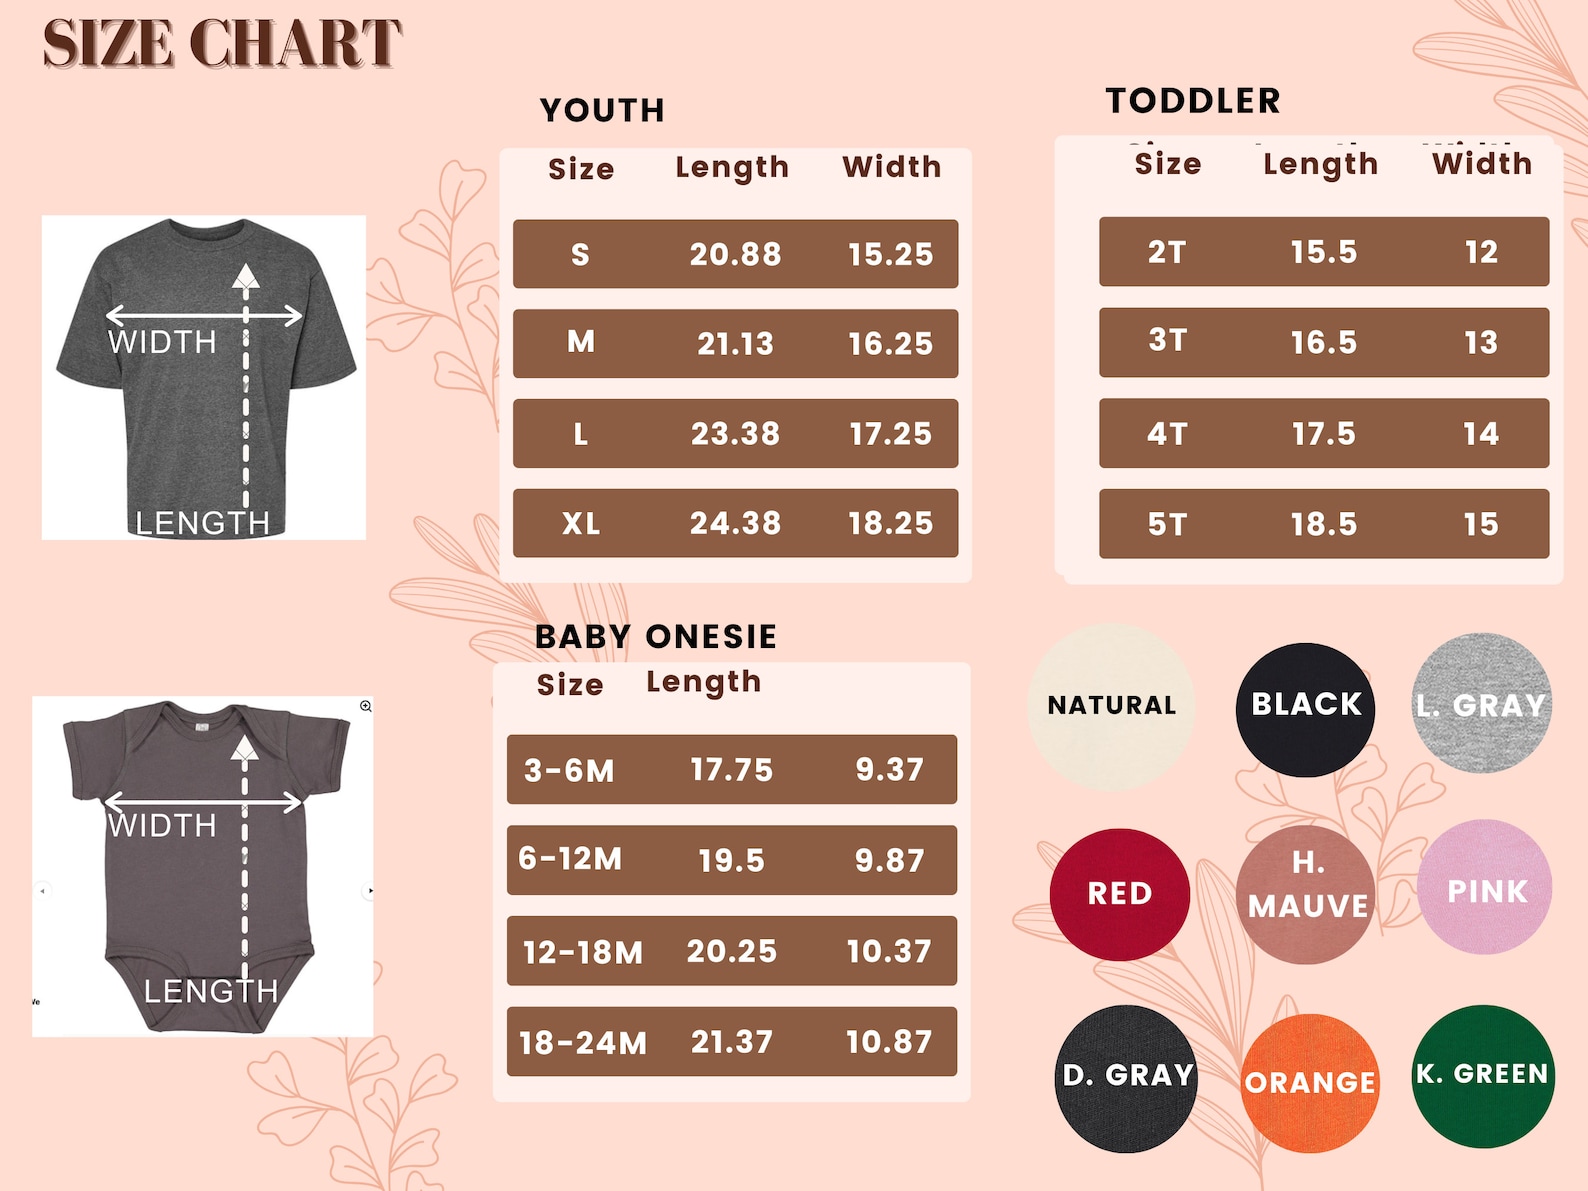 SIZE CHART
YOUTH
Size Length Width
S 20.88 15.25
M 21.13 16.25
L 23.38 17.25
XL 24.38 18.25
TODDLER
Size Length Width
2T 15.5 12
3T 16.5 13
4T 17.5 14
5T 18.5 15
WIDTH
LENGTH
BABY ONESIE
Size Length
3-6M 17.75 9.37
6-12M 19.5 9.87
12-18M 20.25 10.37
18-24M 21.37 10.87
WIDTH
LENGTH
NATURAL
BLACK
L. GRAY
RED
H.
MAUVE
PINK
D. GRAY
ORANGE
K. GREEN